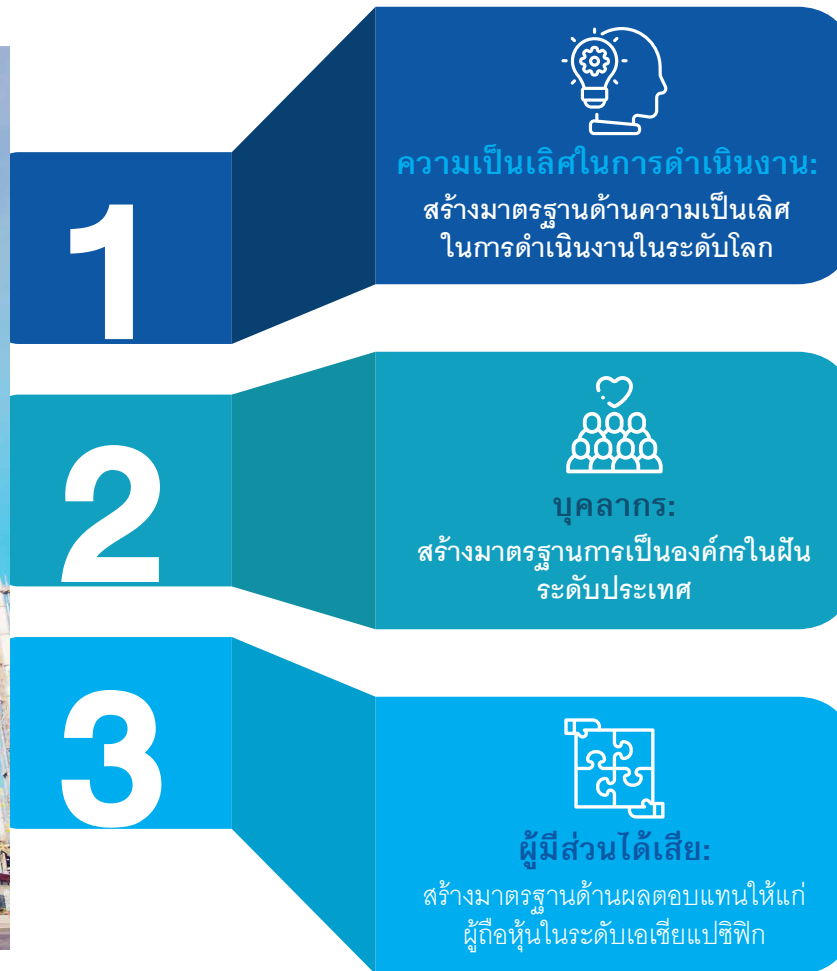 1
ความเป็นเลิศในการดำเนินงาน:
สร้างมาตรฐานด้านความเป็นเลิศ
ในการดำเนินงานในระดับโลก
2
บุคลากร:
สร้างมาตรฐานการเป็นองค์กรในฝัน
ระดับประเทศ
3
ผู้มีส่วนได้เสีย:
สร้างมาตรฐานด้านผลตอบแทนให้แก่
ผู้ถือหุ้นในระดับเอเชียแปซิฟิก